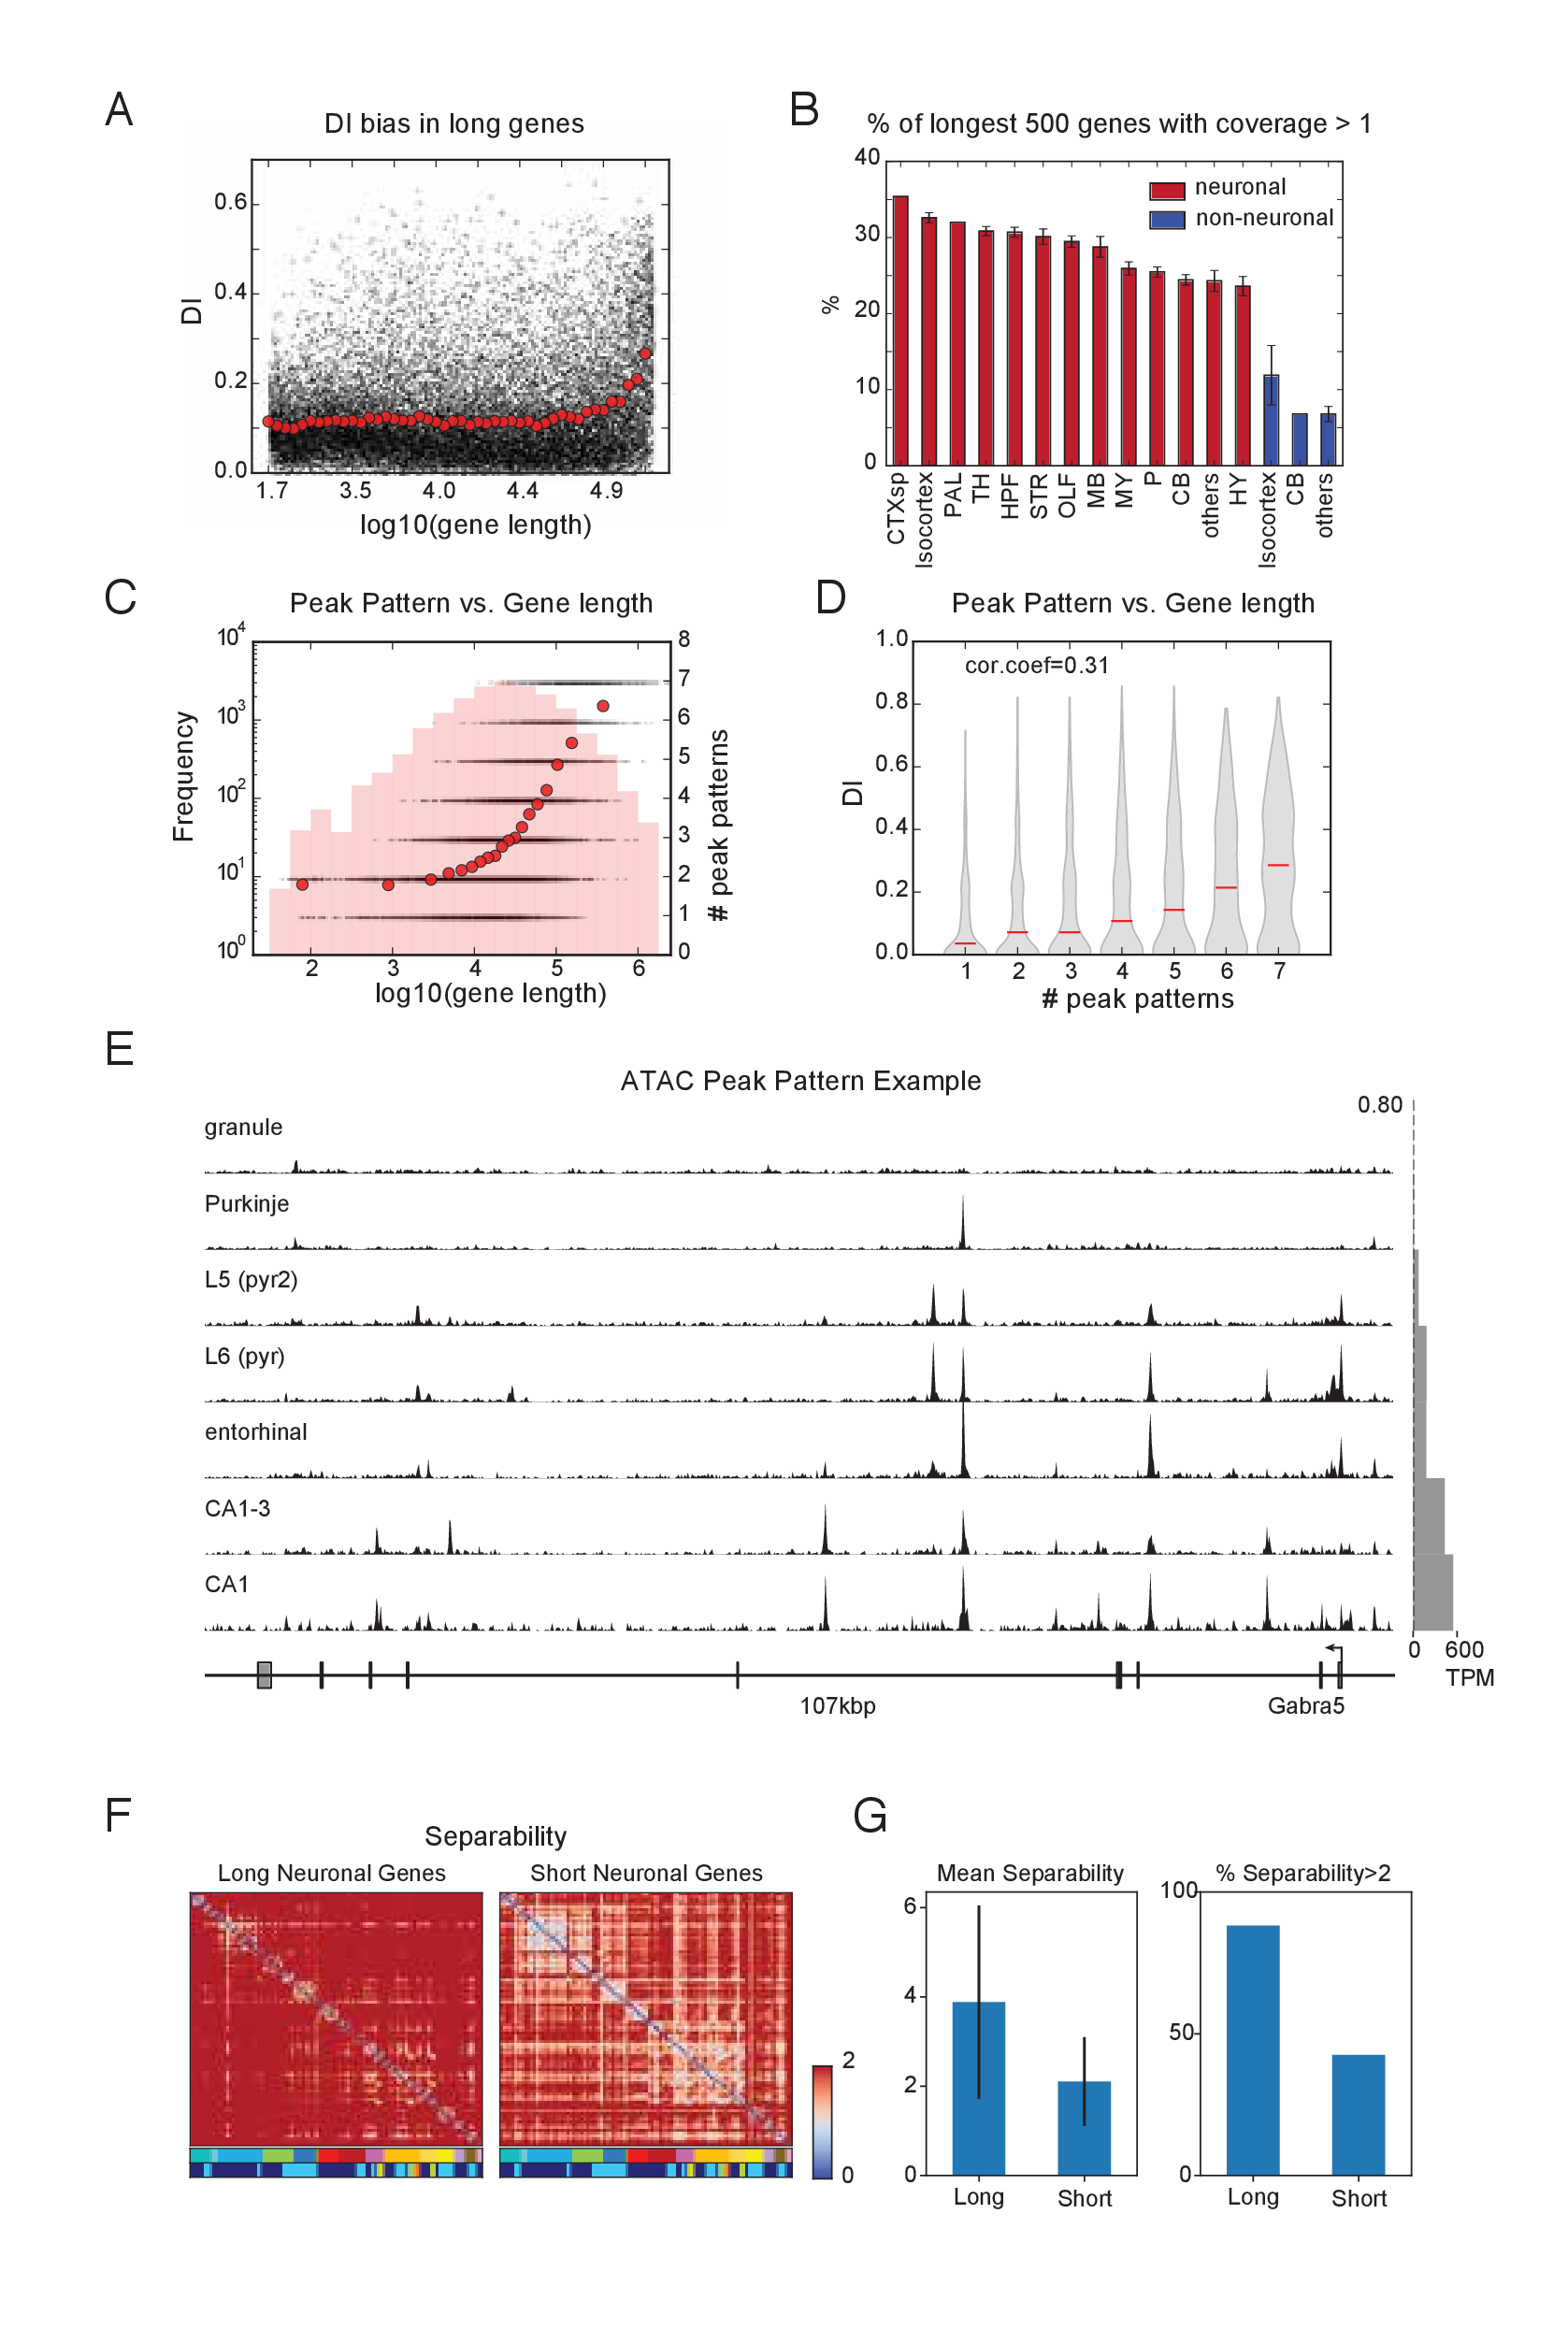 A
DI bias in long genes
DI
0.6
0.4
0.2
0.0
1.7 3.5 4.0 4.4 4.9
log10(gene length)
B
% of longest 500 genes with coverage > 1
%
40
30
20
10
0
neuronal
non-neuronal
CTXsp
Isocortex
PAL
TH
HPF
STR
OLF
MB
MY
P
CB
others
HY
Isocortex
CB
others
C
Peak Pattern vs. Gene length
Frequency
10^4
10^3
10^2
10^1
10^0
8
7
6
5
4
3
2
1
0
# peak patterns
2 3 4 5 6
log10(gene length)
D
Peak Pattern vs. Gene length
cor.coef=0.31
DI
1.0
0.8
0.6
0.4
0.2
0.0
1 2 3 4 5 6 7
# peak patterns
E
ATAC Peak Pattern Example
0.80
granule
Purkinje
L5 (pyr2)
L6 (pyr)
entorhinal
CA1-3
CA1
0 600
TPM
107kbp
Gabra5
F
Separability
Long Neuronal Genes
Short Neuronal Genes
2
0
G
Mean Separability
6
4
2
0
Long Short
% Separability>2
100
50
0
Long Short